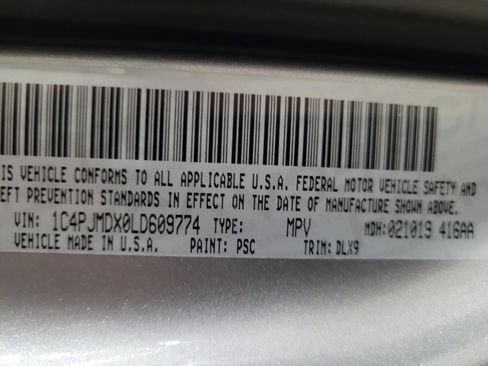 IS VEHICLE CONFORMS TO ALL APPLICABLE U.S.A. FEDERAL MOTOR VEHICLE SAFETY AND
EFT PREVENTION STANDARDS IN EFFECT ON THE DATE OF MANUFACTURE SHOWN ABOVE.
VIN: 1C4PJMDX0LD609774 TYPE: MPV MDH:021019 416AA
VEHICLE MADE IN U.S.A. PAINT: PSC TRIM: DLX9